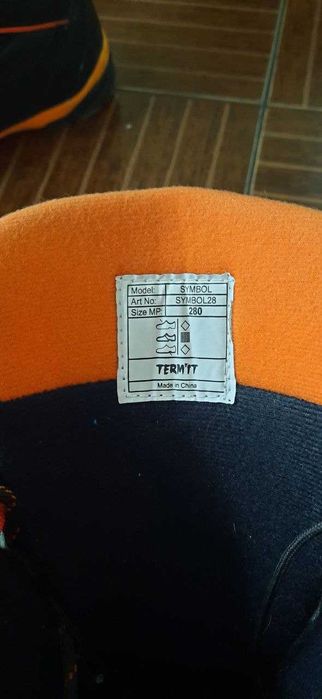 Model: SYMBOL
Art No: SYMBOL28
Size MP: 280
TERM'IT
Made in China